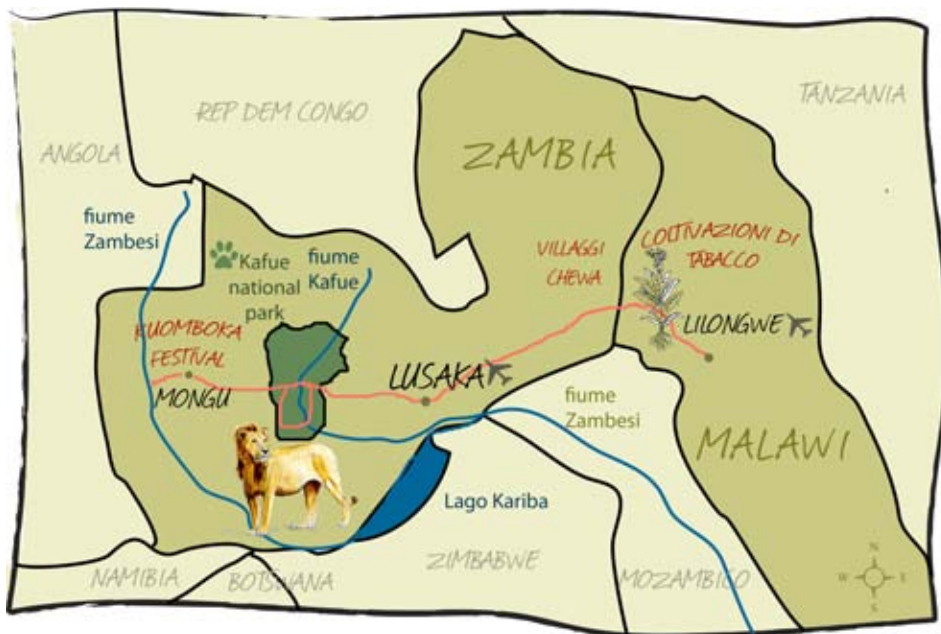 TANZANIA
REP DEM CONGO
ANGOLA
ZAMBIA
fiume
Zambesi
Kafue
national
park
fiume
Kafue
VILLAGGI
CHEWA
COLTIVAZIONI DI
TABACCO
KUOMBOKA
FESTIVAL
MONGU
LUSAKA
LILONGWE
fiume
Zambesi
MALAWI
Lago Kariba
ZIMBABWE
NAMIBIA
BOTSWANA
MOZAMBICO
N
W
E
S